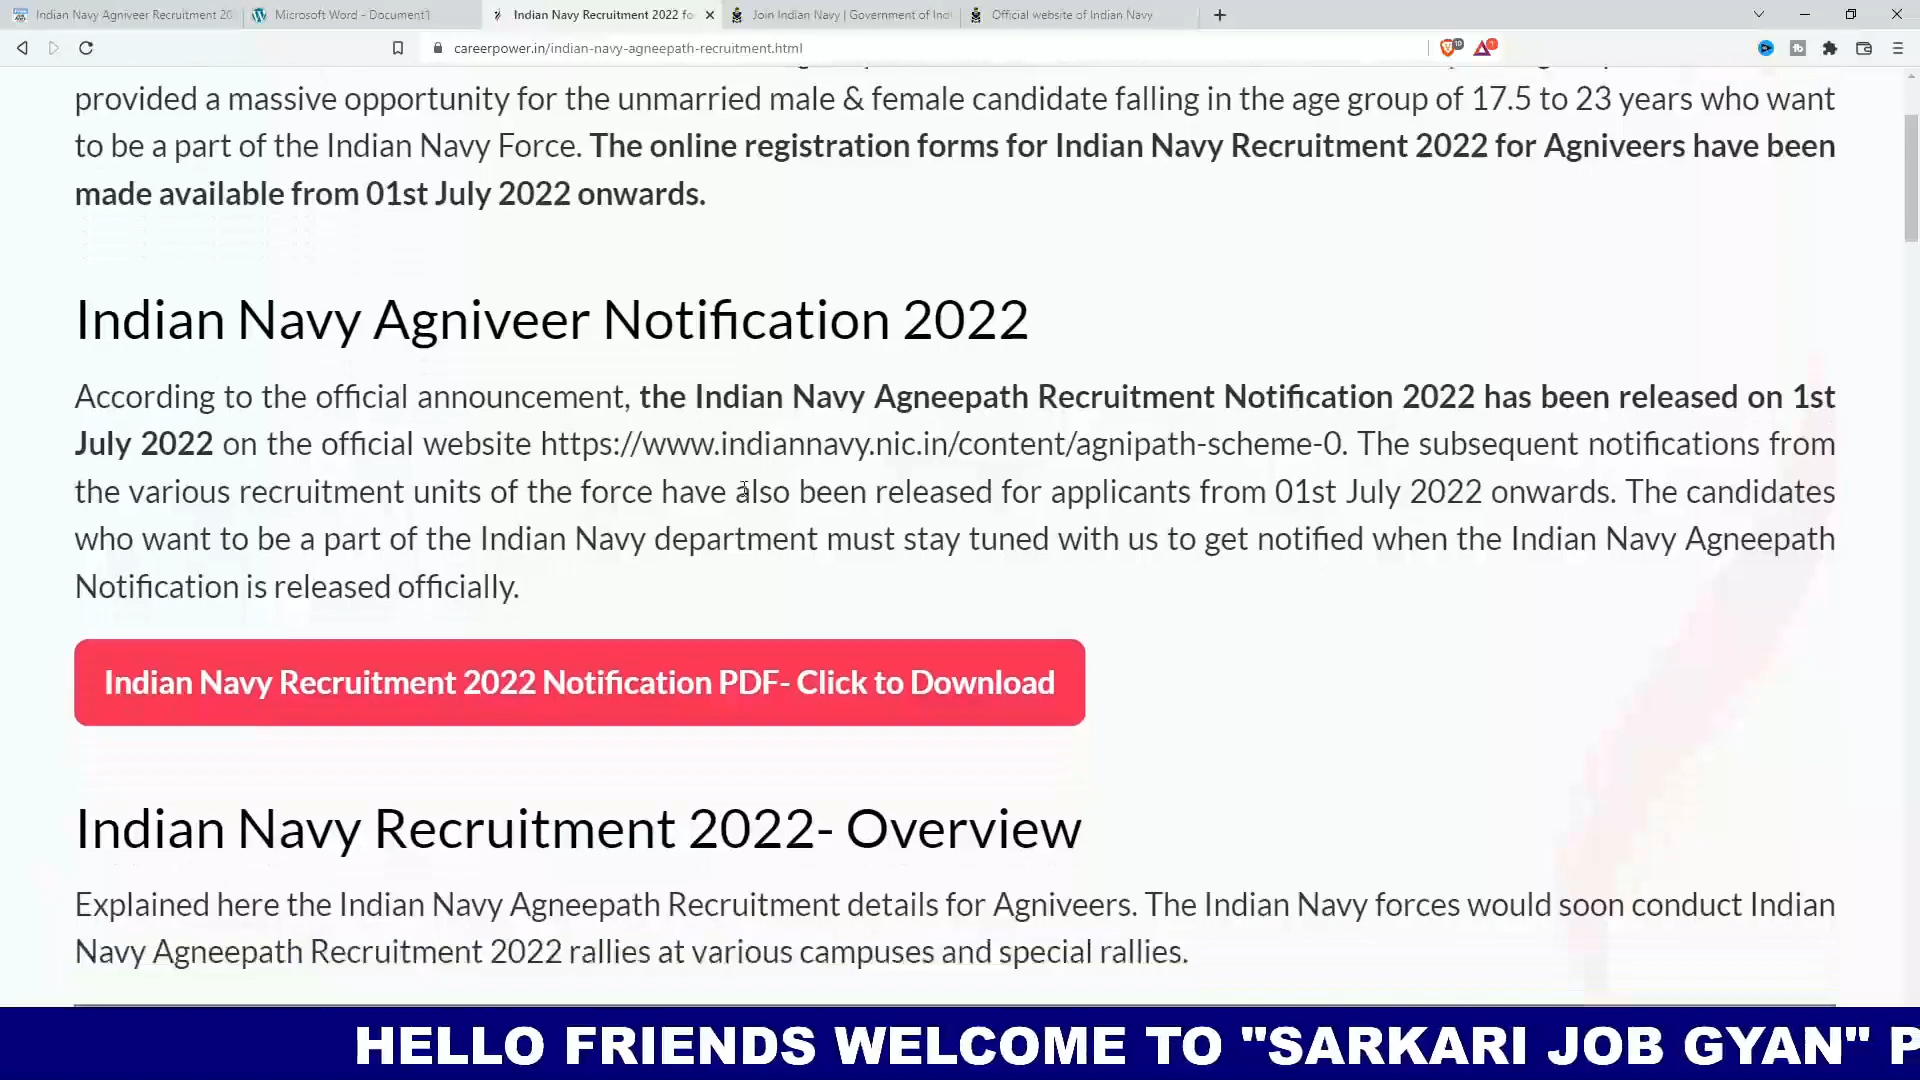 Indian Navy Agniveer Recruitment 20
Microsoft Word - Document1
Indian Navy Recruitment 2022 fo
Join Indian Navy | Government of Ind
Official website of Indian Navy
careerpower.in/indian-navy-agneepath-recruitment.html
provided a massive opportunity for the unmarried male & female candidate falling in the age group of 17.5 to 23 years who want
to be a part of the Indian Navy Force. The online registration forms for Indian Navy Recruitment 2022 for Agniveers have been
made available from 01st July 2022 onwards.
Indian Navy Agniveer Notification 2022
According to the official announcement, the Indian Navy Agneepath Recruitment Notification 2022 has been released on 1st
July 2022 on the official website https://www.indiannavy.nic.in/content/agnipath-scheme-0. The subsequent notifications from
the various recruitment units of the force have also been released for applicants from 01st July 2022 onwards. The candidates
who want to be a part of the Indian Navy department must stay tuned with us to get notified when the Indian Navy Agneepath
Notification is released officially.
Indian Navy Recruitment 2022 Notification PDF- Click to Download
Indian Navy Recruitment 2022- Overview
Explained here the Indian Navy Agneepath Recruitment details for Agniveers. The Indian Navy forces would soon conduct Indian
Navy Agneepath Recruitment 2022 rallies at various campuses and special rallies.
HELLO FRIENDS WELCOME TO "SARKARI JOB GYAN" P